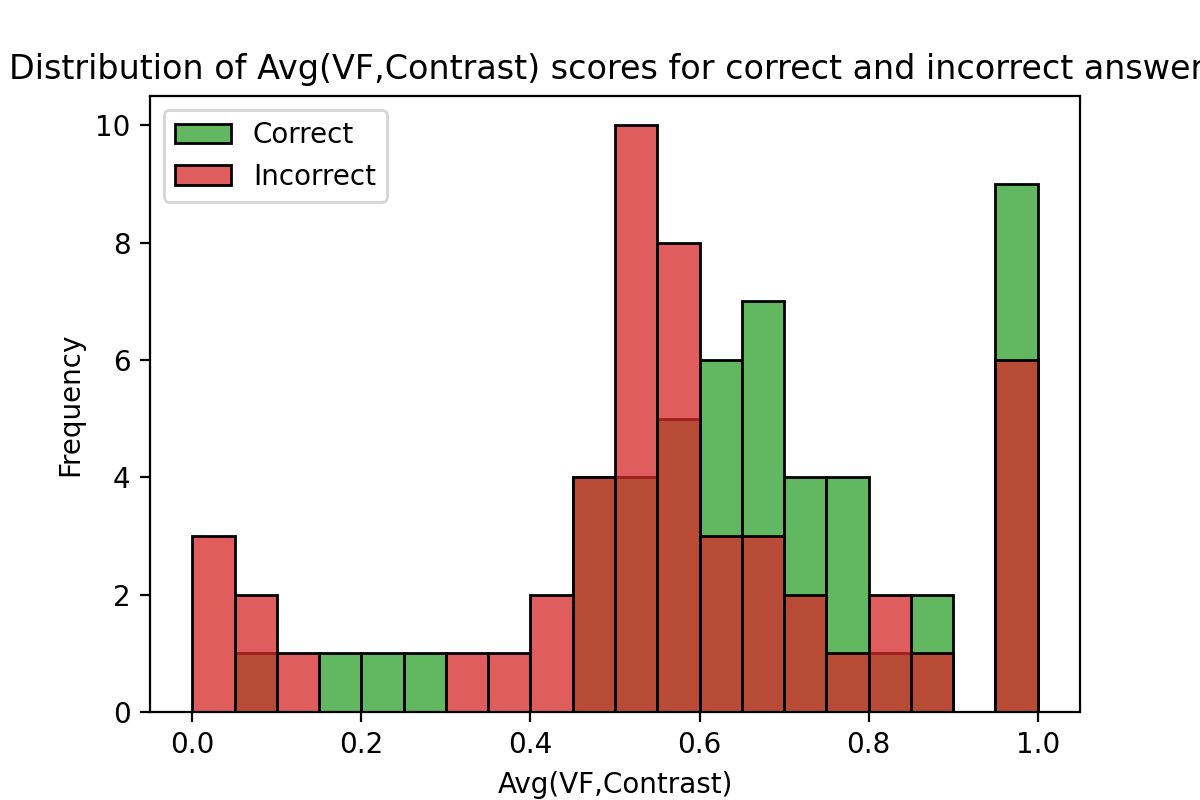 Distribution of Avg(VF,Contrast) scores for correct and incorrect answer
Correct
Incorrect
10
8
6
4
2
0
Frequency
0.0 0.2 0.4 0.6 0.8 1.0
Avg(VF,Contrast)